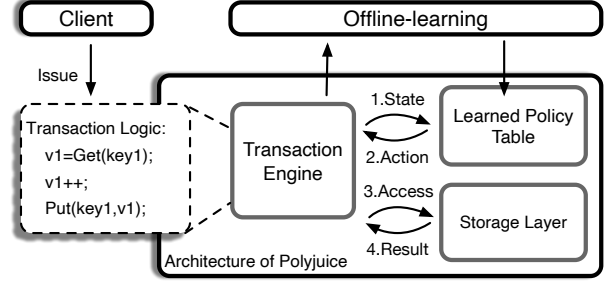 Client
Offline-learning
Issue
Transaction Logic:
v1=Get(key1);
v1++;
Put(key1,v1);
Transaction
Engine
1.State
2.Action
Learned Policy
Table
3.Access
4.Result
Storage Layer
Architecture of Polyjuice